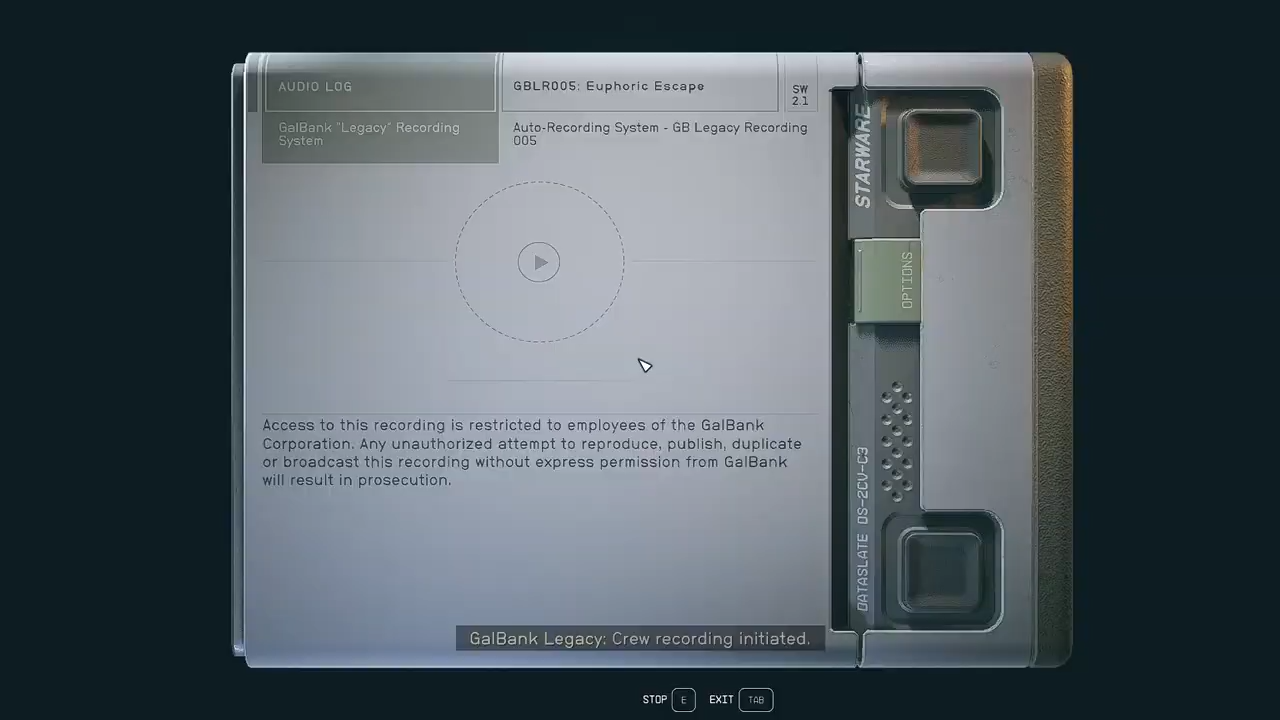 AUDIO LOG
GBLR005: Euphoric Escape
SW
2.1
GalBank "Legacy" Recording
System
Auto-Recording System - GB Legacy Recording
005
STARWARE
OPTIONS
DATASLATE DS-2CV-C3
Access to this recording is restricted to employees of the GalBank
Corporation. Any unauthorized attempt to reproduce, publish, duplicate
or broadcast this recording without express permission from GalBank
will result in prosecution.
GalBank Legacy: Crew recording initiated.
STOP E EXIT TAB